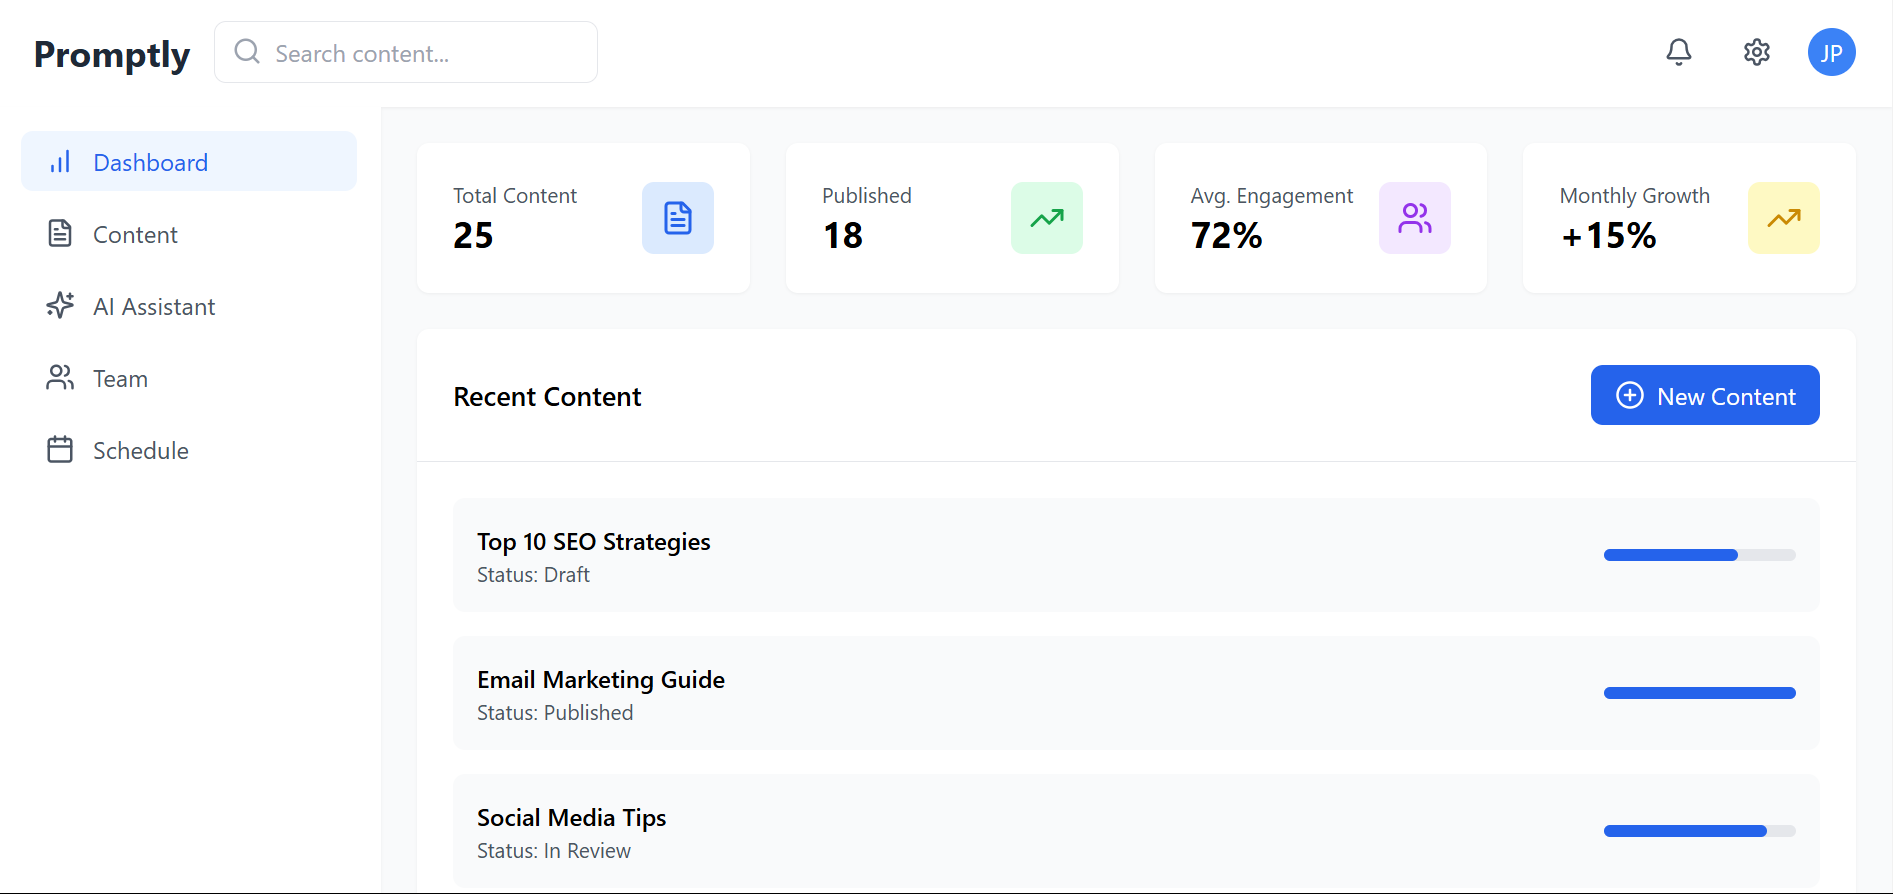 Promptly
Search content...
JP
Dashboard
Content
AI Assistant
Team
Schedule
Total Content
25
Published
18
Avg. Engagement
72%
Monthly Growth
+15%
Recent Content
New Content
Top 10 SEO Strategies
Status: Draft
Email Marketing Guide
Status: Published
Social Media Tips
Status: In Review